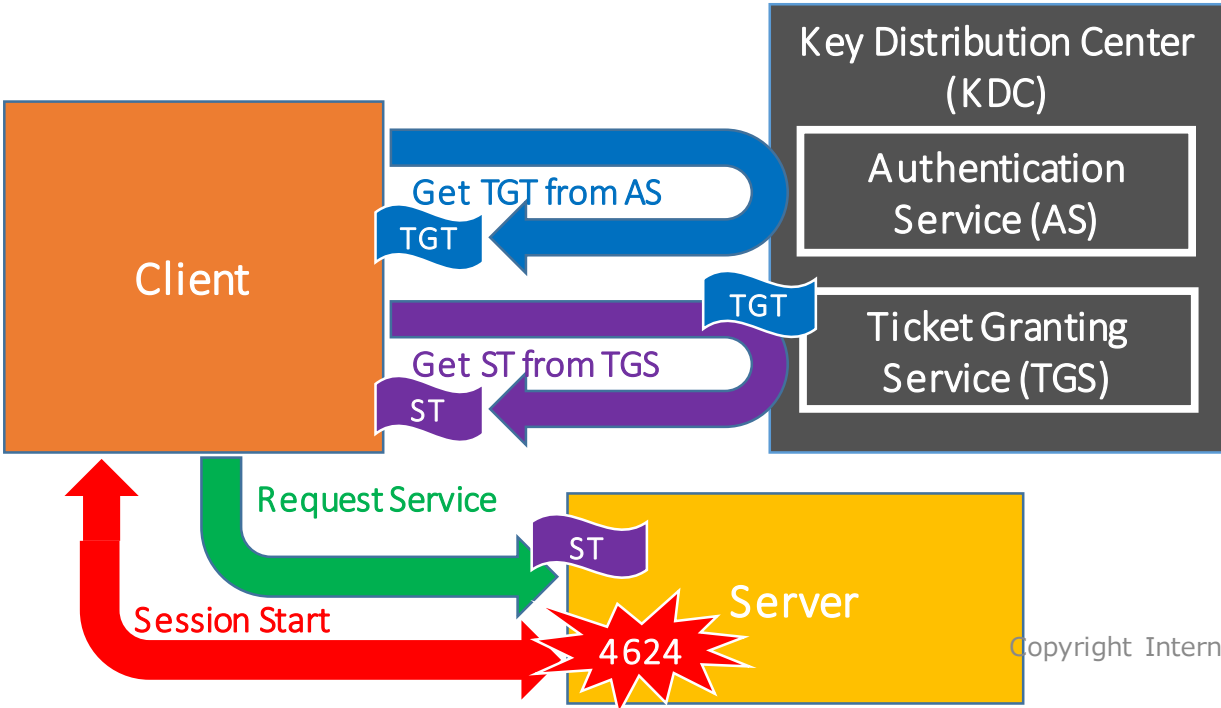 Key Distribution Center
(KDC)
Authentication
Service (AS)
Get TGT from AS
TGT
Client
TGT
Ticket Granting
Service (TGS)
Get ST from TGS
ST
Request Service
ST
Server
Session Start
4624
Copyright Intern